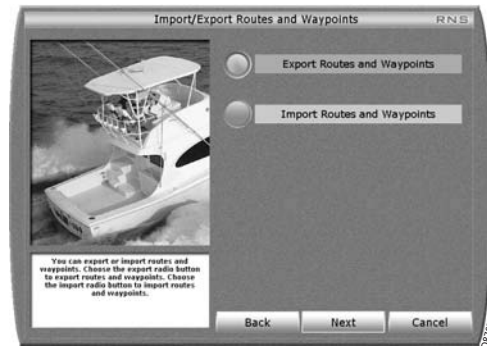 Import/Export Routes and Waypoints
RNS
Export Routes and Waypoints
Import Routes and Waypoints
You can export or import routes and
waypoints. Choose the export radio button
to export routes and waypoints. Choose
the import radio button to import routes
and waypoints.
Back
Next
Cancel